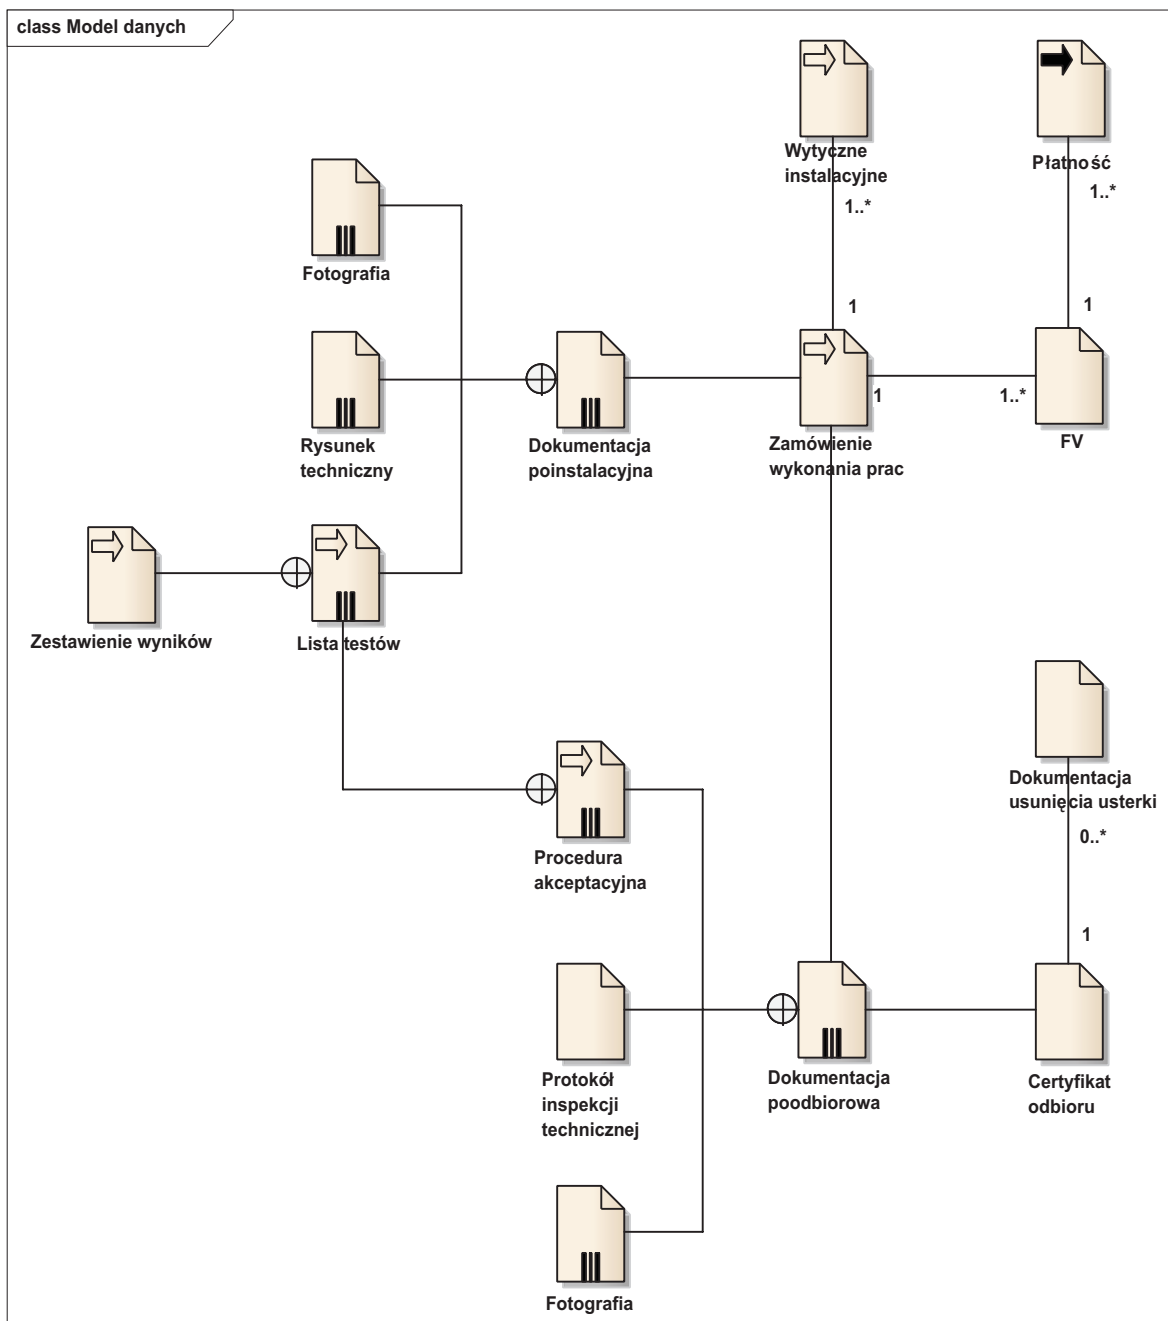 class Model danych
Wytyczne
instalacyjne
1..*
Płatność
1..*
Fotografia
1
1
Rysunek
techniczny
Dokumentacja
poinstalacyjna
1
Zamówienie
wykonania prac
1..*
FV
Zestawienie wyników
Lista testów
Dokumentacja
usunięcia usterki
0..*
Procedura
akceptacyjna
1
Protokół
inspekcji
technicznej
Dokumentacja
poodbiorowa
Certyfikat
odbioru
Fotografia